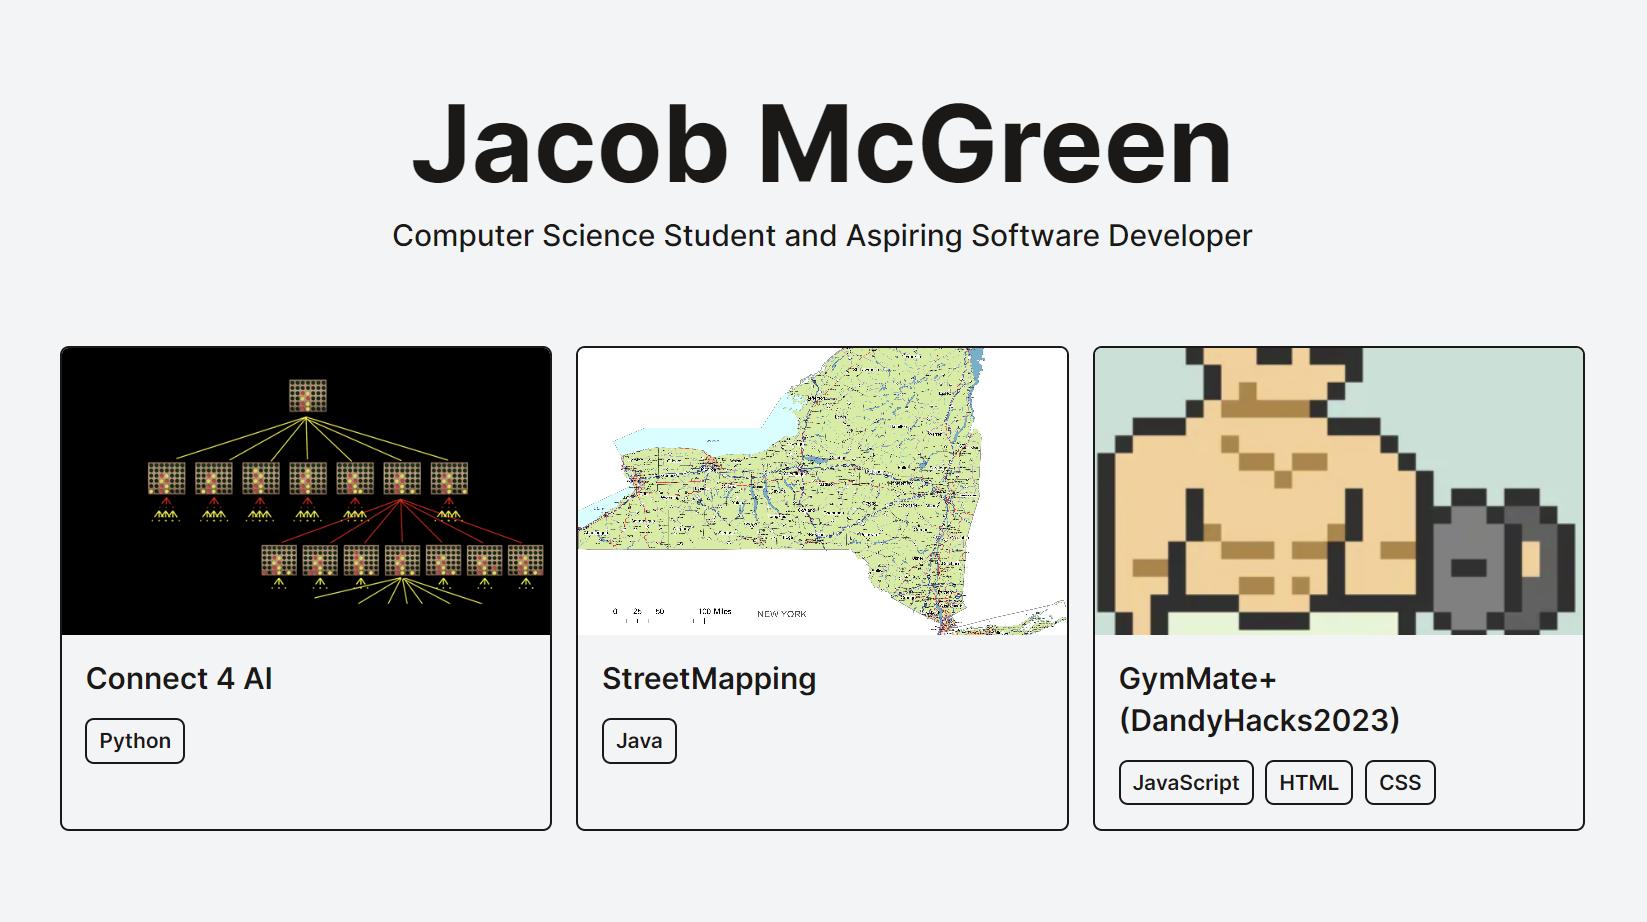 Jacob McGreen
Computer Science Student and Aspiring Software Developer
0 25 50 100 Miles
NEW YORK
Connect 4 AI
Python
StreetMapping
Java
GymMate+
(DandyHacks2023)
JavaScript HTML CSS